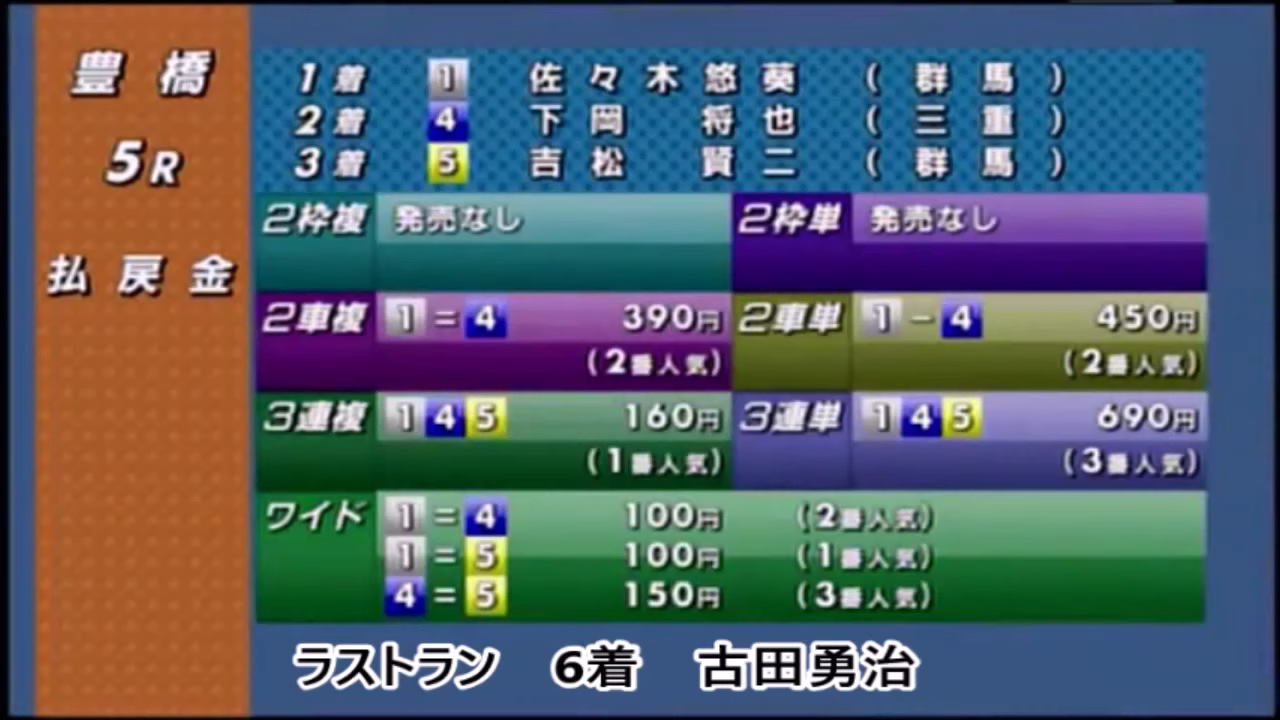 豊橋
5R
払戻金
1着 1 佐々木悠葵 (群馬)
2着 4 下岡 将也 (三重)
3着 5 吉松 賢二 (群馬)
2枠複 発売なし 2枠単 発売なし
2車複 1=4 390円 2車単 1-4 450円
(2番人気) (2番人気)
3連複 1 4 5 160円 3連単 1 4 5 690円
(1番人気) (3番人気)
ワイド 1=4 100円 (2番人気)
1=5 100円 (1番人気)
4=5 150円 (3番人気)
ラストラン 6着 古田勇治